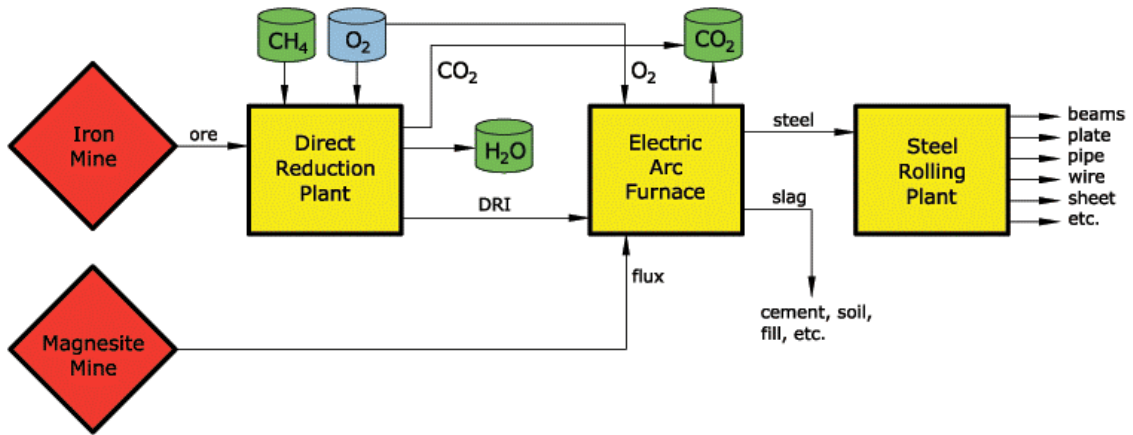 CH₄
O₂
CO₂
CO₂
O₂
Iron
Mine
ore
Direct
Reduction
Plant
H₂O
DRI
Electric
Arc
Furnace
steel
slag
Steel
Rolling
Plant
beams
plate
pipe
wire
sheet
etc.
flux
cement, soil,
fill, etc.
Magnesite
Mine